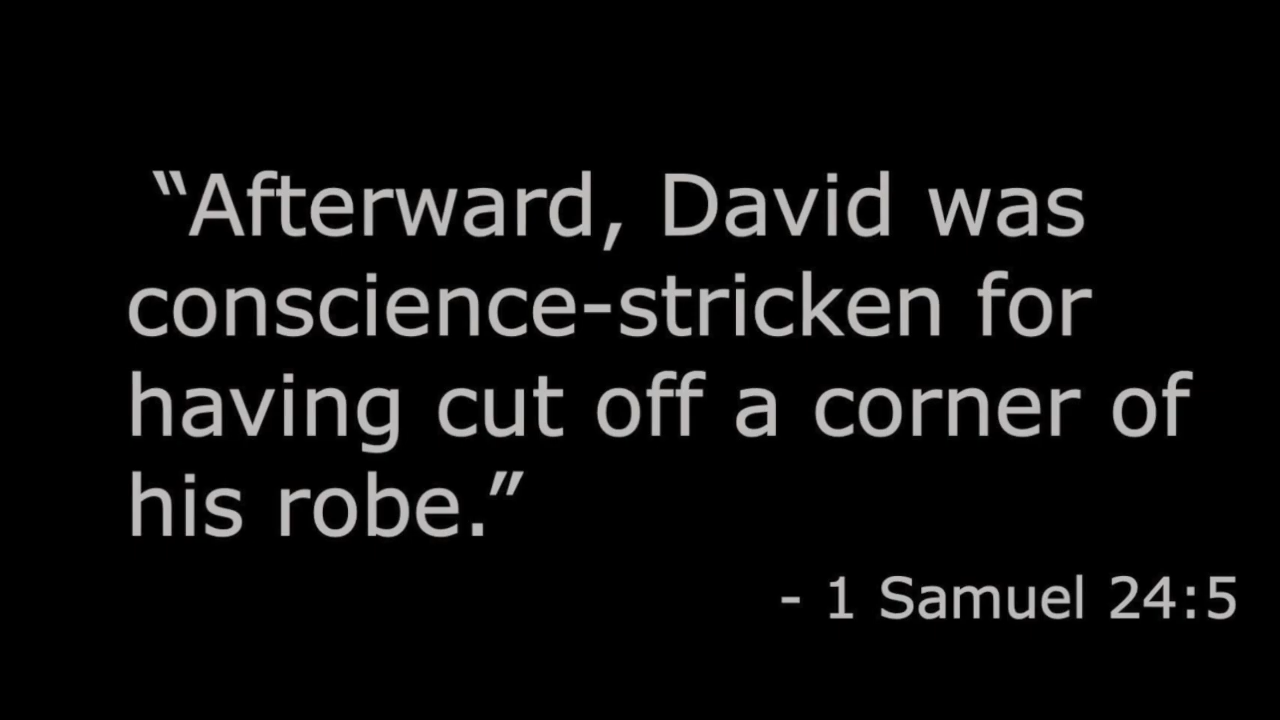 “Afterward, David was
conscience-stricken for
having cut off a corner of
his robe.”
- 1 Samuel 24:5